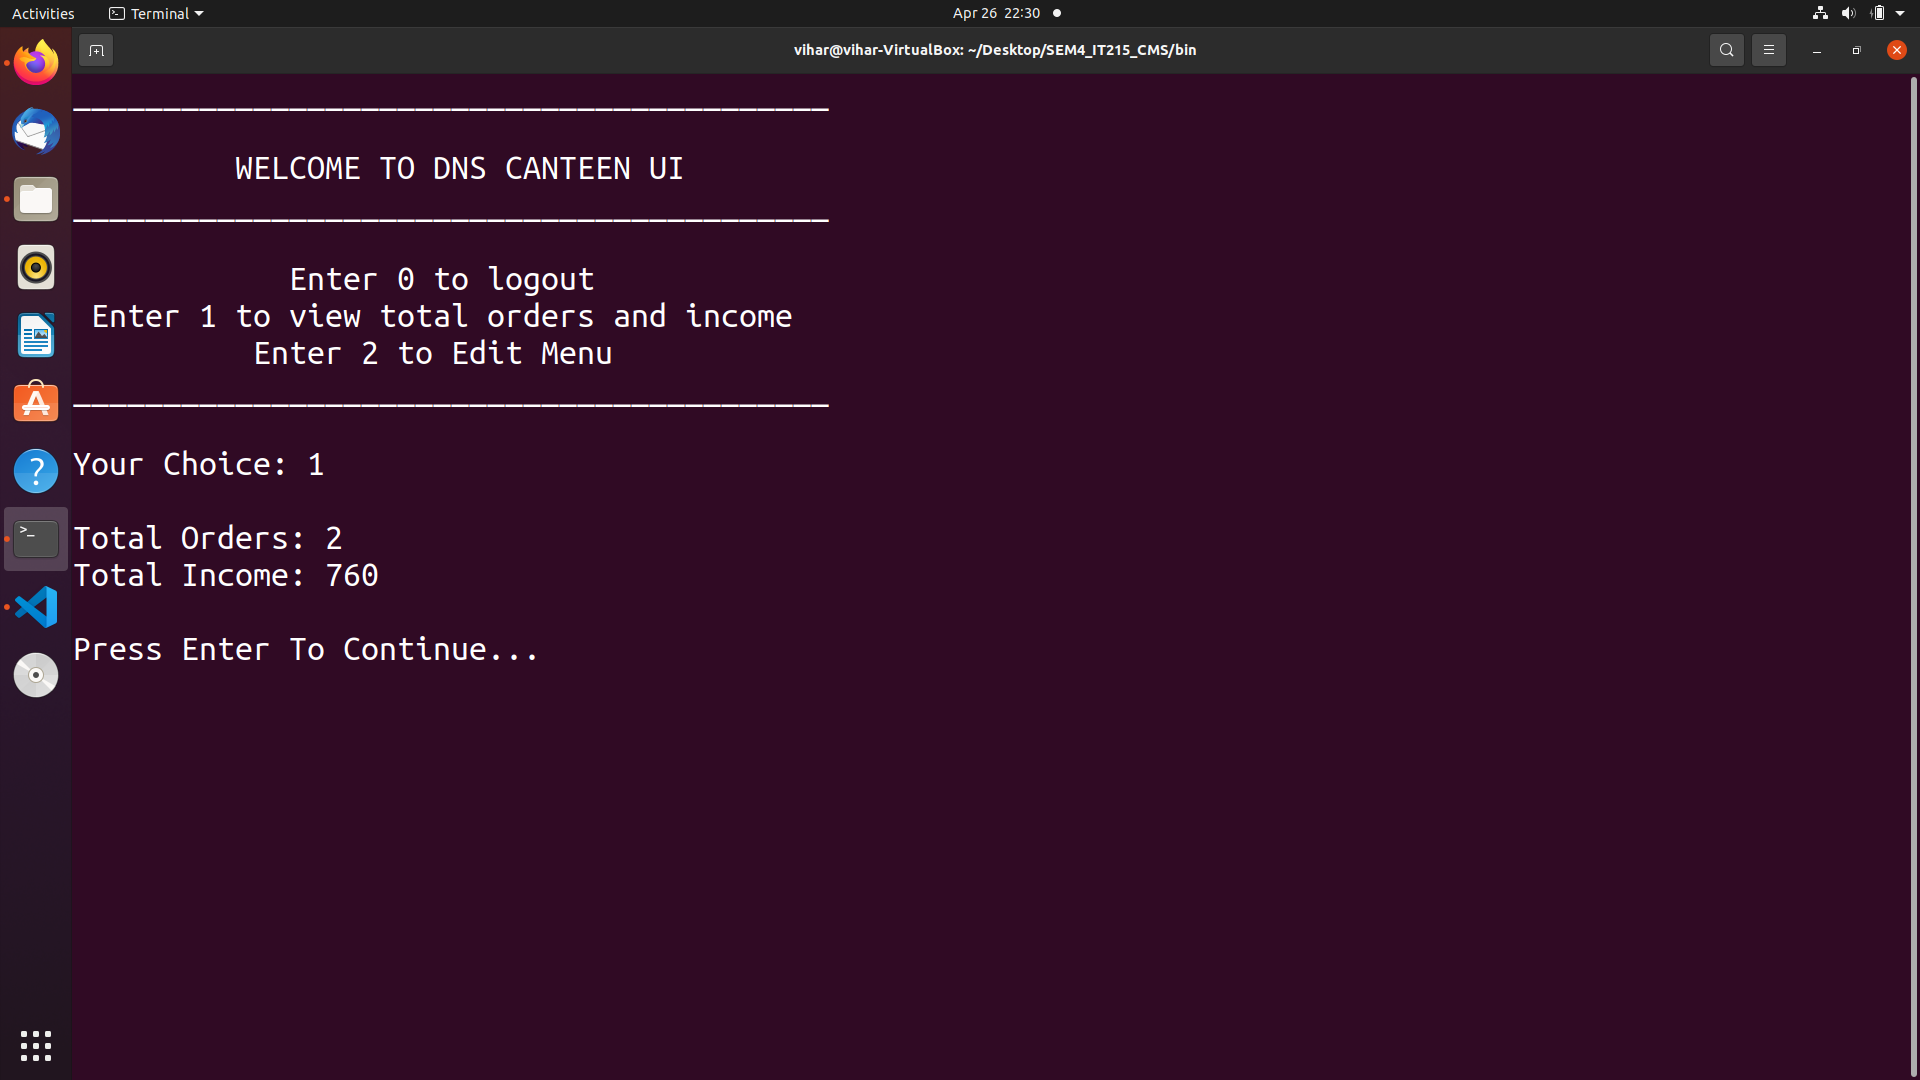 Activities
Terminal
Apr 26 22:30
vihar@vihar-VirtualBox: ~/Desktop/SEM4_IT215_CMS/bin
__________________________________________
WELCOME TO DNS CANTEEN UI
__________________________________________
Enter 0 to logout
Enter 1 to view total orders and income
Enter 2 to Edit Menu
__________________________________________
Your Choice: 1
Total Orders: 2
Total Income: 760
Press Enter To Continue...